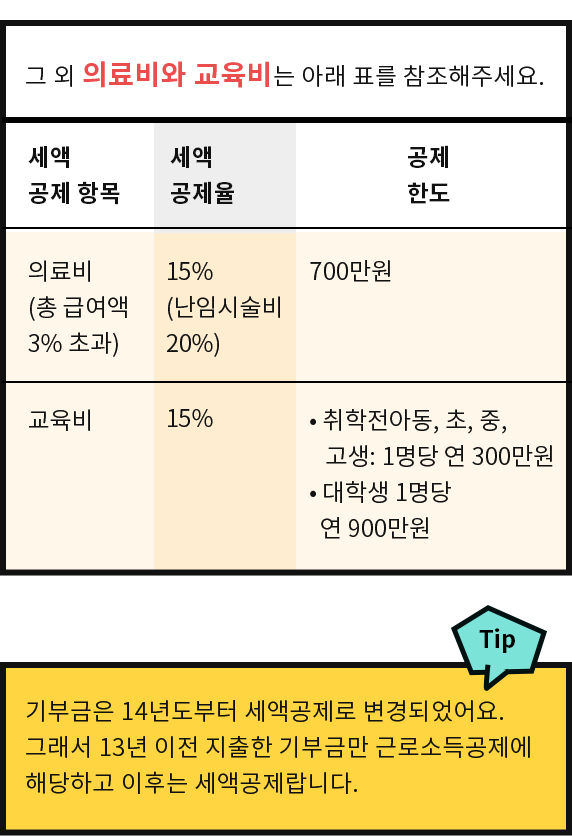 그 외 의료비와 교육비는 아래 표를 참조해주세요.
세액
공제 항목
세액
공제율
공제
한도
의료비
(총 급여액
3% 초과)
15%
(난임시술비
20%)
700만원
교육비
15%
• 취학전아동, 초, 중,
고생: 1명당 연 300만원
• 대학생 1명당
연 900만원
Tip
기부금은 14년도부터 세액공제로 변경되었어요.
그래서 13년 이전 지출한 기부금만 근로소득공제에
해당하고 이후는 세액공제랍니다.